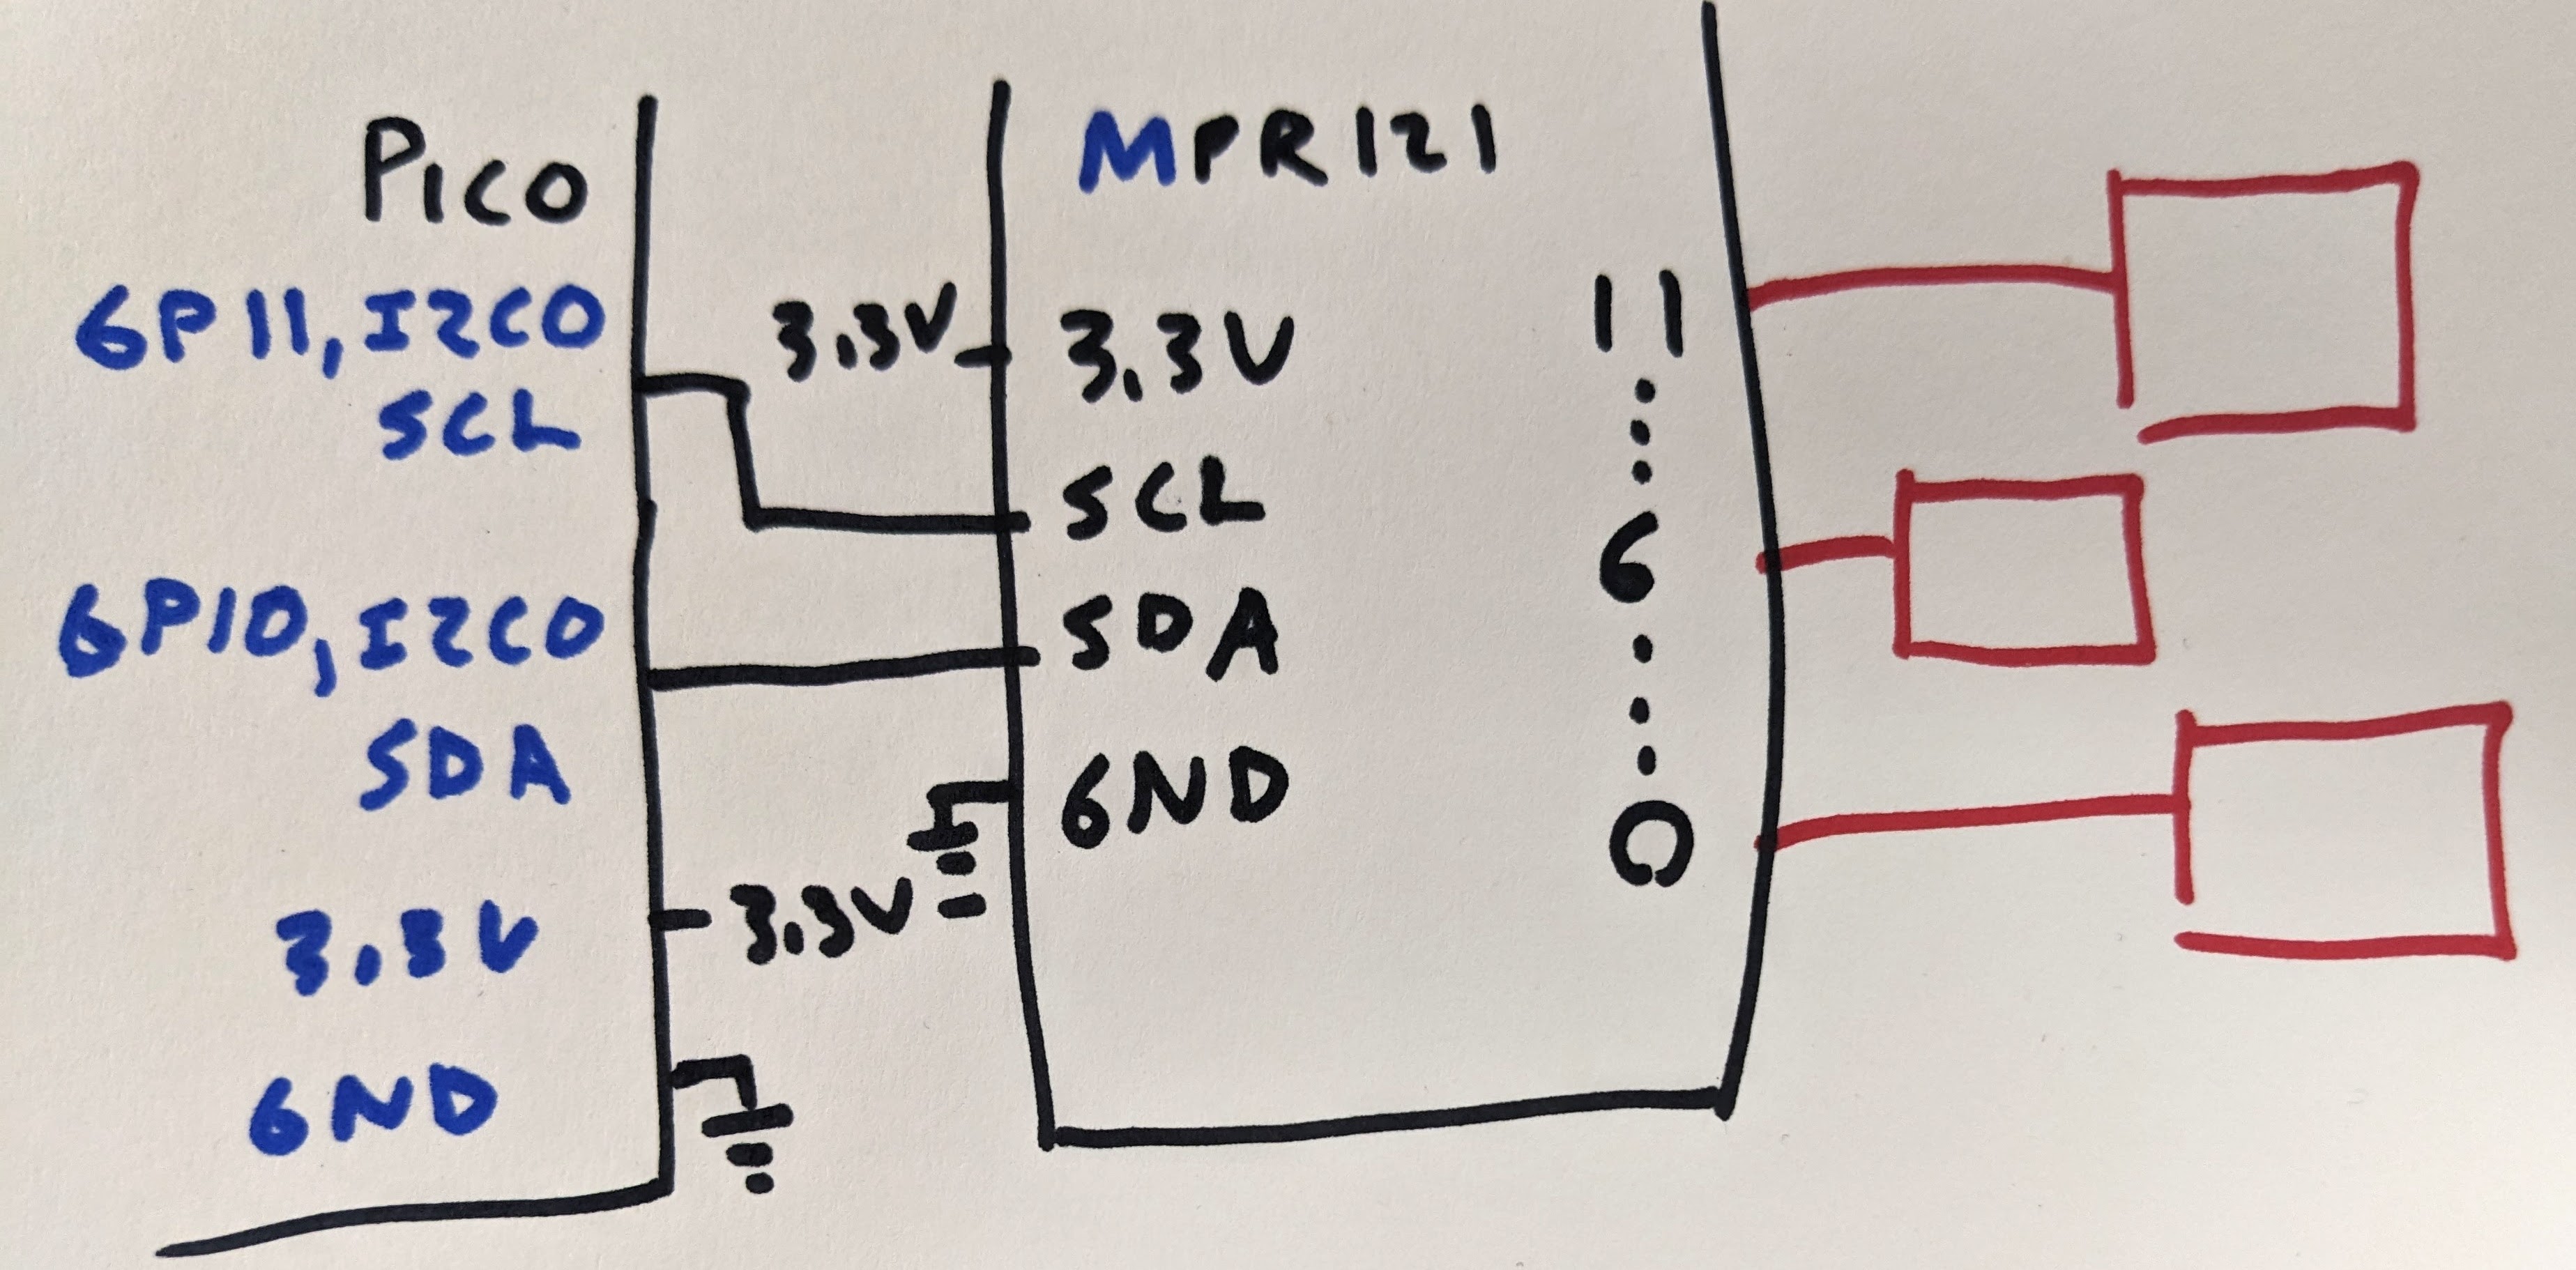 PICO
GP11, I2C0
SCL
GP10, I2C0
SDA
3.3V
GND
3.3V
3.3V
MPR121
3.3V
SCL
SDA
GND
11
6
0